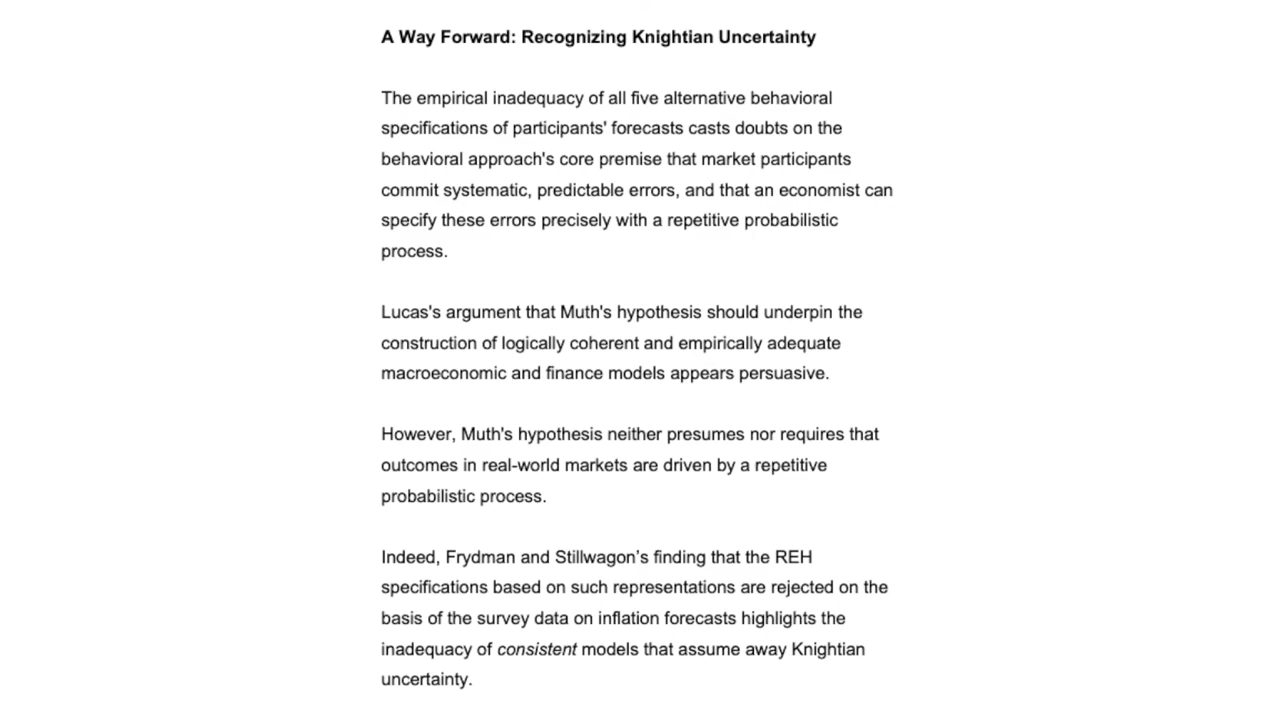 A Way Forward: Recognizing Knightian Uncertainty
The empirical inadequacy of all five alternative behavioral
specifications of participants' forecasts casts doubts on the
behavioral approach's core premise that market participants
commit systematic, predictable errors, and that an economist can
specify these errors precisely with a repetitive probabilistic
process.
Lucas's argument that Muth's hypothesis should underpin the
construction of logically coherent and empirically adequate
macroeconomic and finance models appears persuasive.
However, Muth's hypothesis neither presumes nor requires that
outcomes in real-world markets are driven by a repetitive
probabilistic process.
Indeed, Frydman and Stillwagon’s finding that the REH
specifications based on such representations are rejected on the
basis of the survey data on inflation forecasts highlights the
inadequacy of consistent models that assume away Knightian
uncertainty.